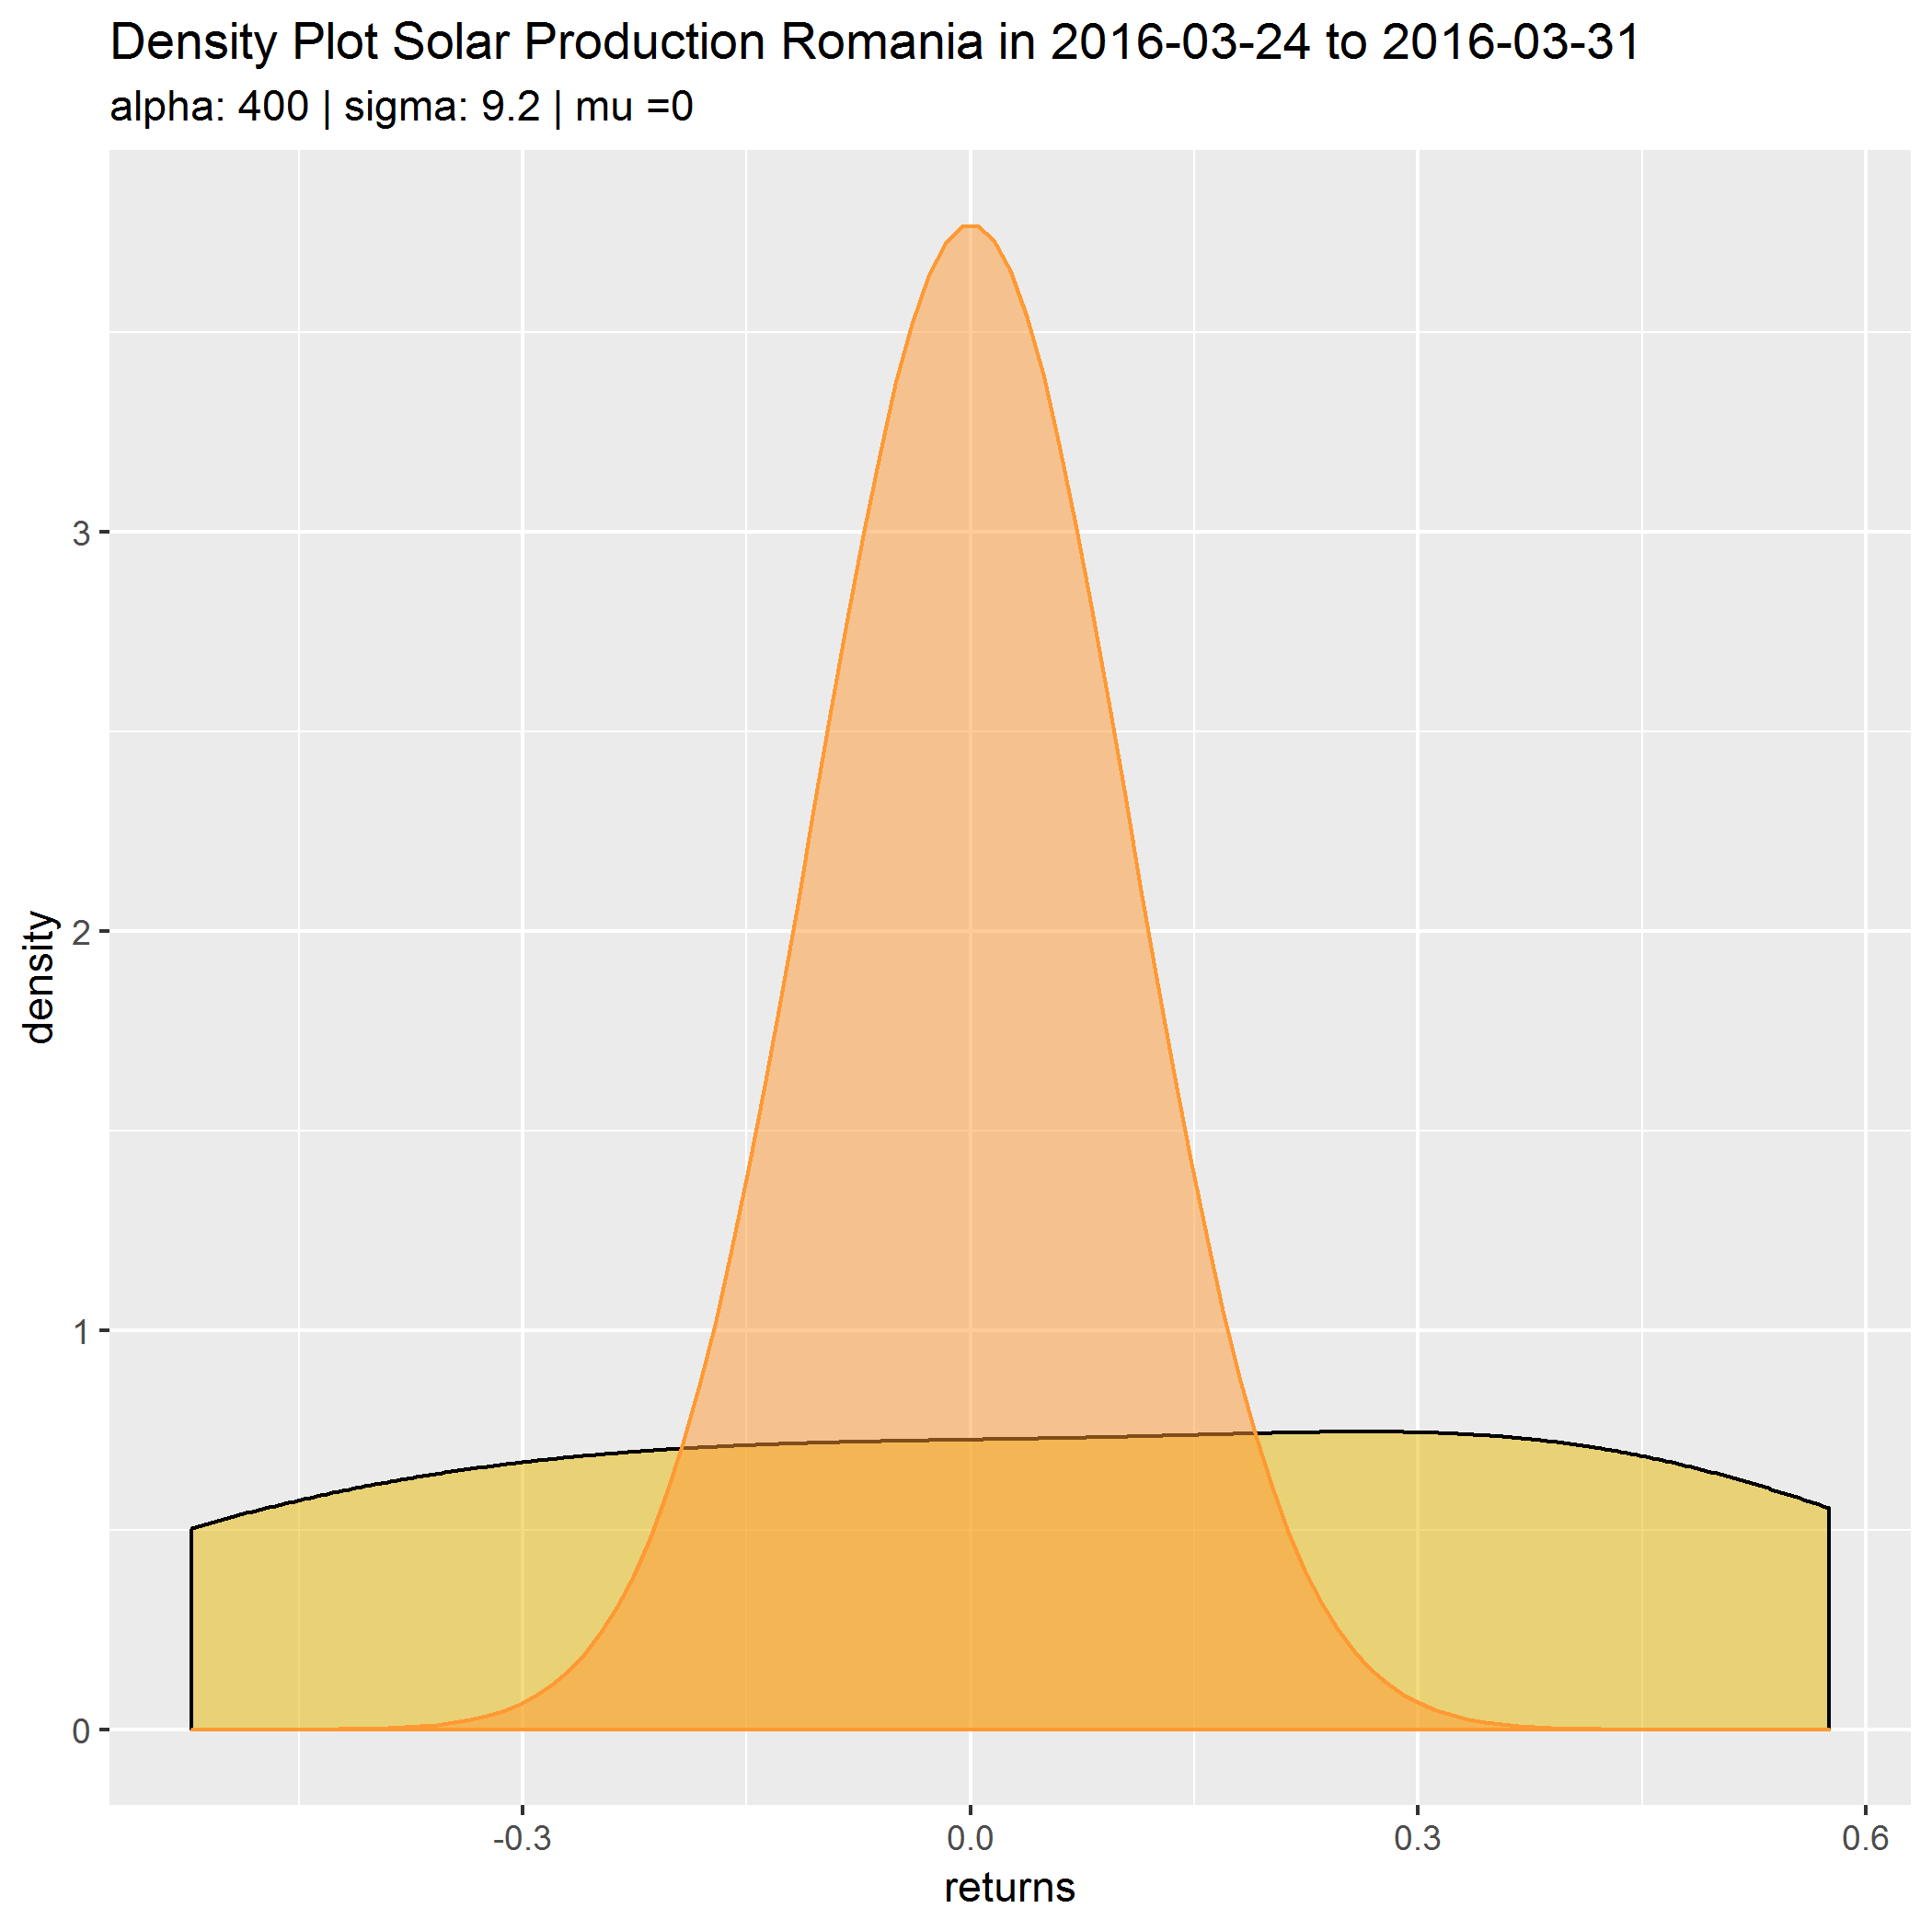 Density Plot Solar Production Romania in 2016-03-24 to 2016-03-31
alpha: 400 | sigma: 9.2 | mu =0
density
3
2
1
0
-0.3
0.0
0.3
0.6
returns